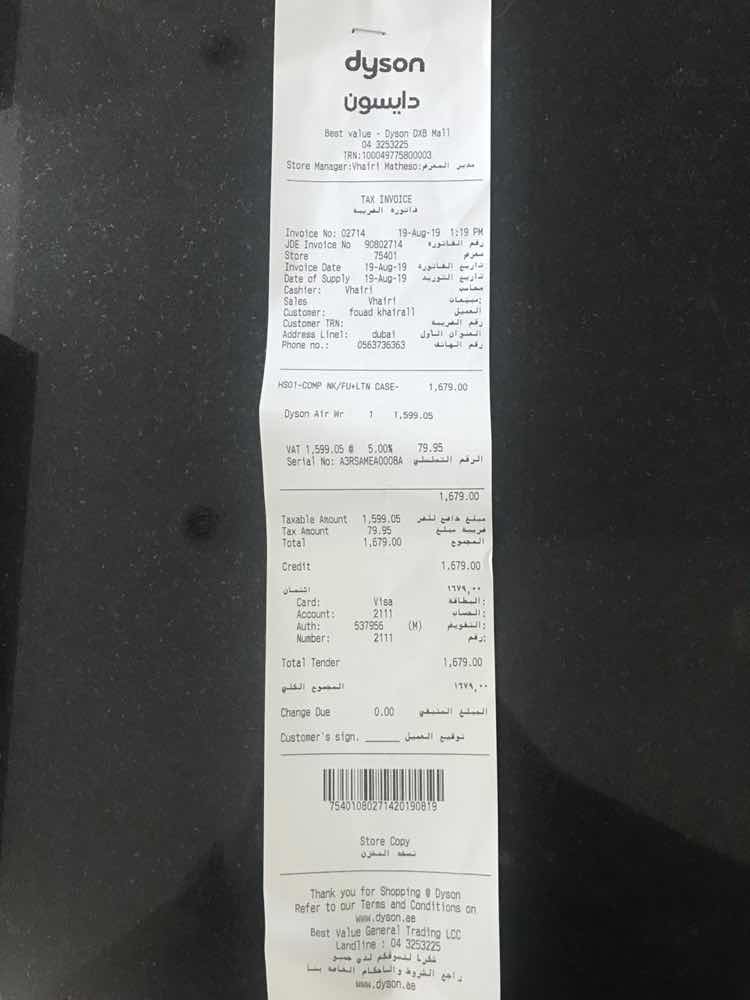 dyson
دايسون
Best value - Dyson DXB Mall
04 3253225
TRN:100049775800003
Store Manager:Vhairi Matheso:مدير المعرض
TAX INVOICE
فاتورة الضريبة
Invoice No: 02714 19-Aug-19 1:19 PM
JDE Invoice No 90802714 رقم الفاتورة
Store 75401 معرض
Invoice Date 19-Aug-19 تاريخ الفاتورة
Date of Supply 19-Aug-19 تاريخ التوريد
Cashier: Vhairi محاسب
Sales Vhairi مبيعات:
Customer: fouad khairall العميل
Customer TRN: رقم الضريبة
Address Line1: dubai العنوان الأول
Phone no.: 0563736363 رقم الهاتف
HS01-COMP NK/FU+LTN CASE- 1,679.00
Dyson Air Wr 1 1,599.05
VAT 1,599.05 @ 5.00% 79.95
Serial No: A3RSAMEA0008A الرقم التسلسلي
1,679.00
Taxable Amount 1,599.05 مبلغ خاضع للضر
Tax Amount 79.95 ضريبة مبلغ
Total 1,679.00 المجموع
Credit 1,679.00
ائتمان ١٦٧٩,٠٠
Card: Visa البطاقة:
Account: 2111 الحساب:
Auth: 537956 (M) التفويض:
Number: 2111 رقم:
Total Tender 1,679.00
المجموع الكلي ١٦٧٩,٠٠
Change Due 0.00 المبلغ المتبقي
Customer's sign. ______ توقيع العميل
75401080271420190819
Store Copy
نسخة المخزن
Thank you for Shopping @ Dyson
Refer to our Terms and Conditions on
www.dyson.ae
Best Value General Trading LCC
Landline : 04 3253225
شكرا لتسوقكم لدى
راجع الشروط والأحكام الخاصة بنا
www.dyson.ae